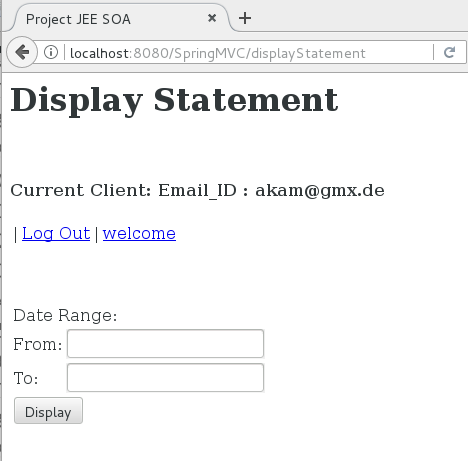 Project JEE SOA
localhost:8080/SpringMVC/displayStatement
Display Statement
Current Client: Email_ID : akam@gmx.de
| Log Out | welcome
Date Range:
From:
To:
Display